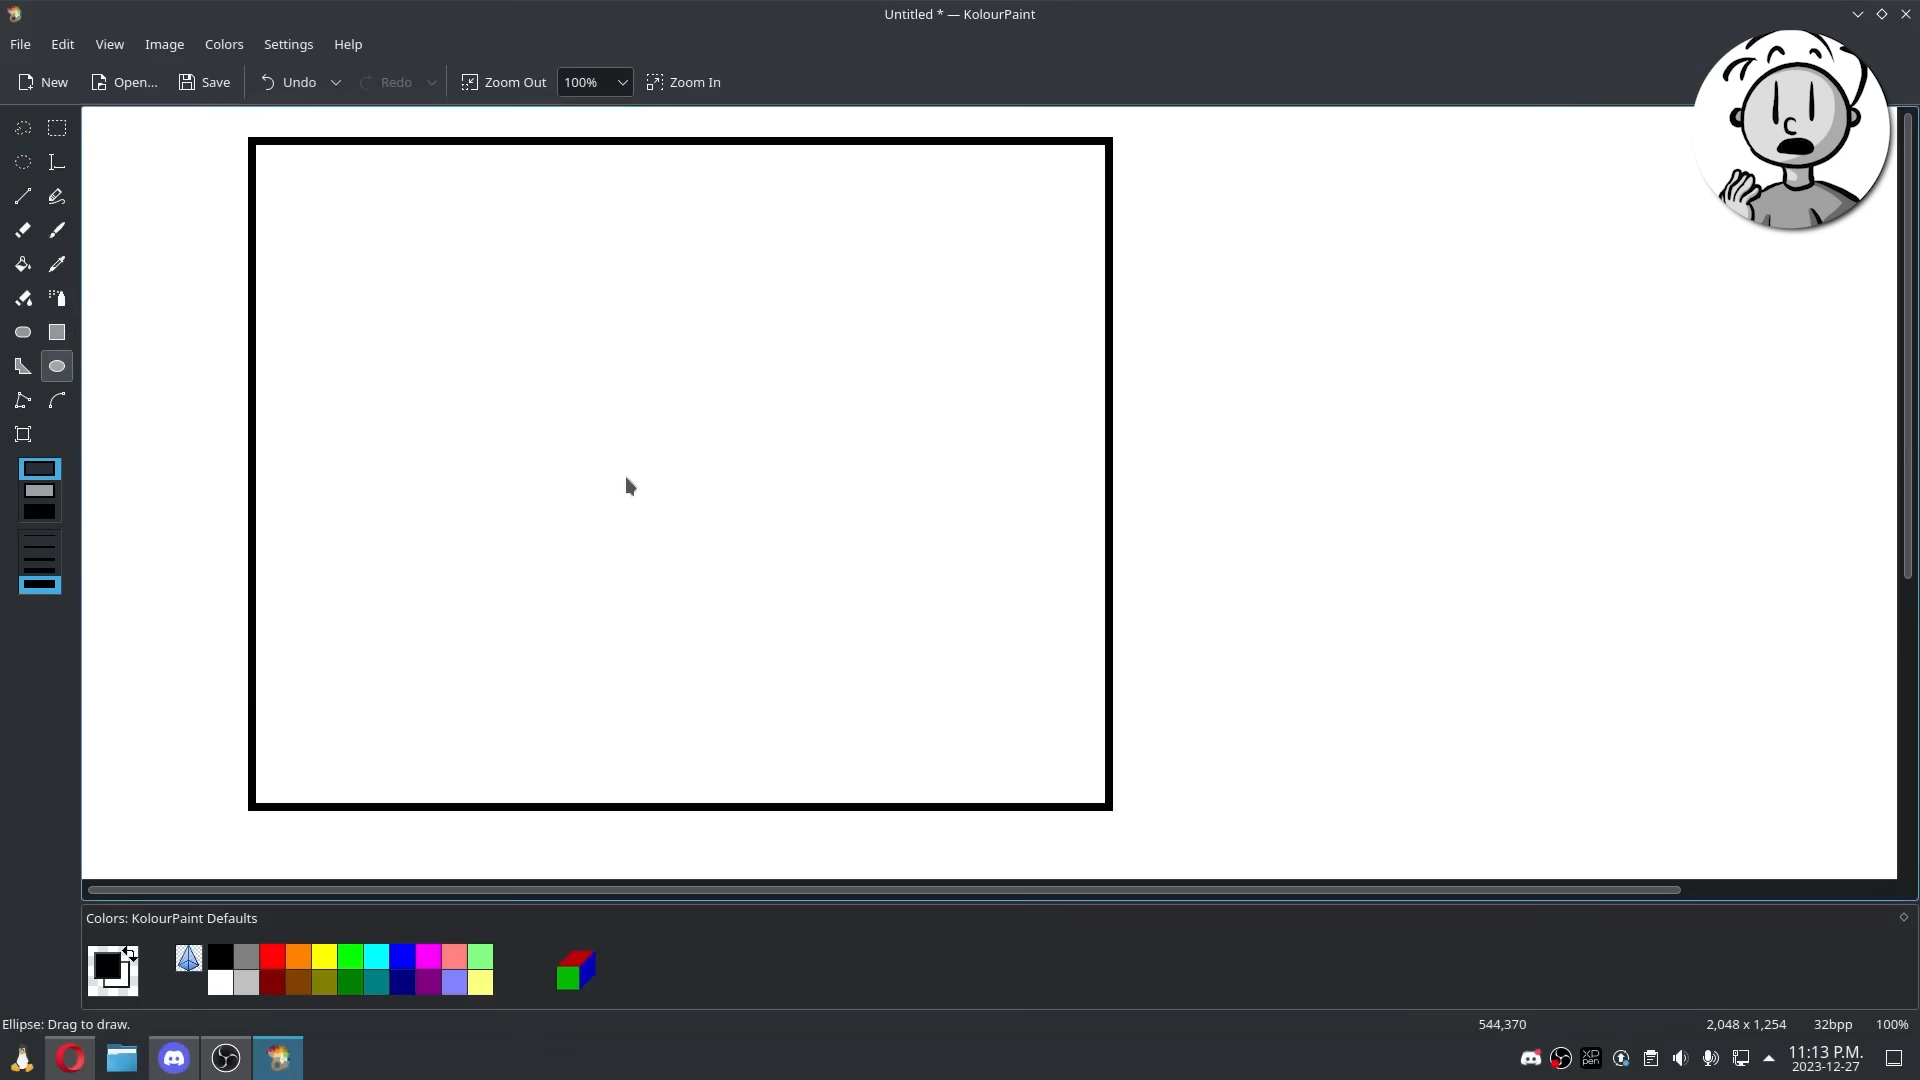 Untitled * — KolourPaint
File Edit View Image Colors Settings Help
New Open... Save Undo Redo Zoom Out 100% Zoom In
Colors: KolourPaint Defaults
Ellipse: Drag to draw. 544,370 2,048 x 1,254 32bpp 100%
XP
pen
11:13 P.M.
2023-12-27